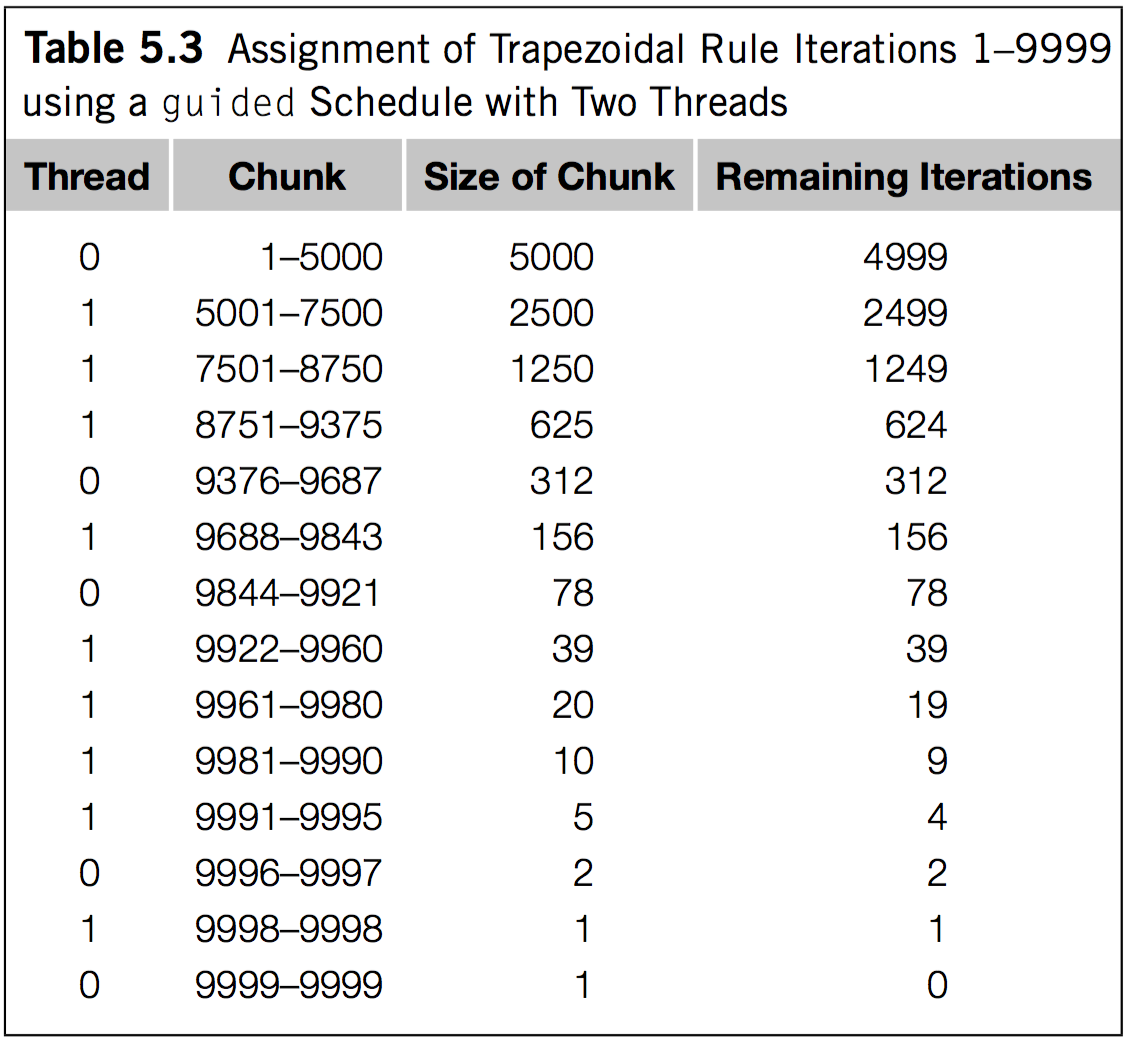 Table 5.3 Assignment of Trapezoidal Rule Iterations 1–9999
using a guided Schedule with Two Threads
Thread Chunk Size of Chunk Remaining Iterations
0 1–5000 5000 4999
1 5001–7500 2500 2499
1 7501–8750 1250 1249
1 8751–9375 625 624
0 9376–9687 312 312
1 9688–9843 156 156
0 9844–9921 78 78
1 9922–9960 39 39
1 9961–9980 20 19
1 9981–9990 10 9
1 9991–9995 5 4
0 9996–9997 2 2
1 9998–9998 1 1
0 9999–9999 1 0